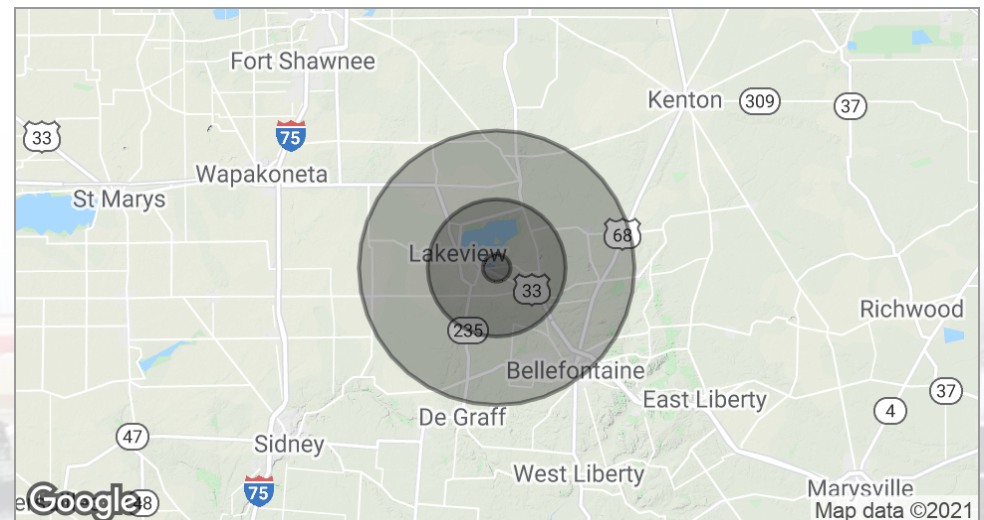 Fort Shawnee
Kenton
309
37
33
75
Wapakoneta
St Marys
68
Lakeview
33
Richwood
235
Bellefontaine
37
East Liberty
4
De Graff
47
Sidney
West Liberty
75
Marysville
Google
48
Map data ©2021